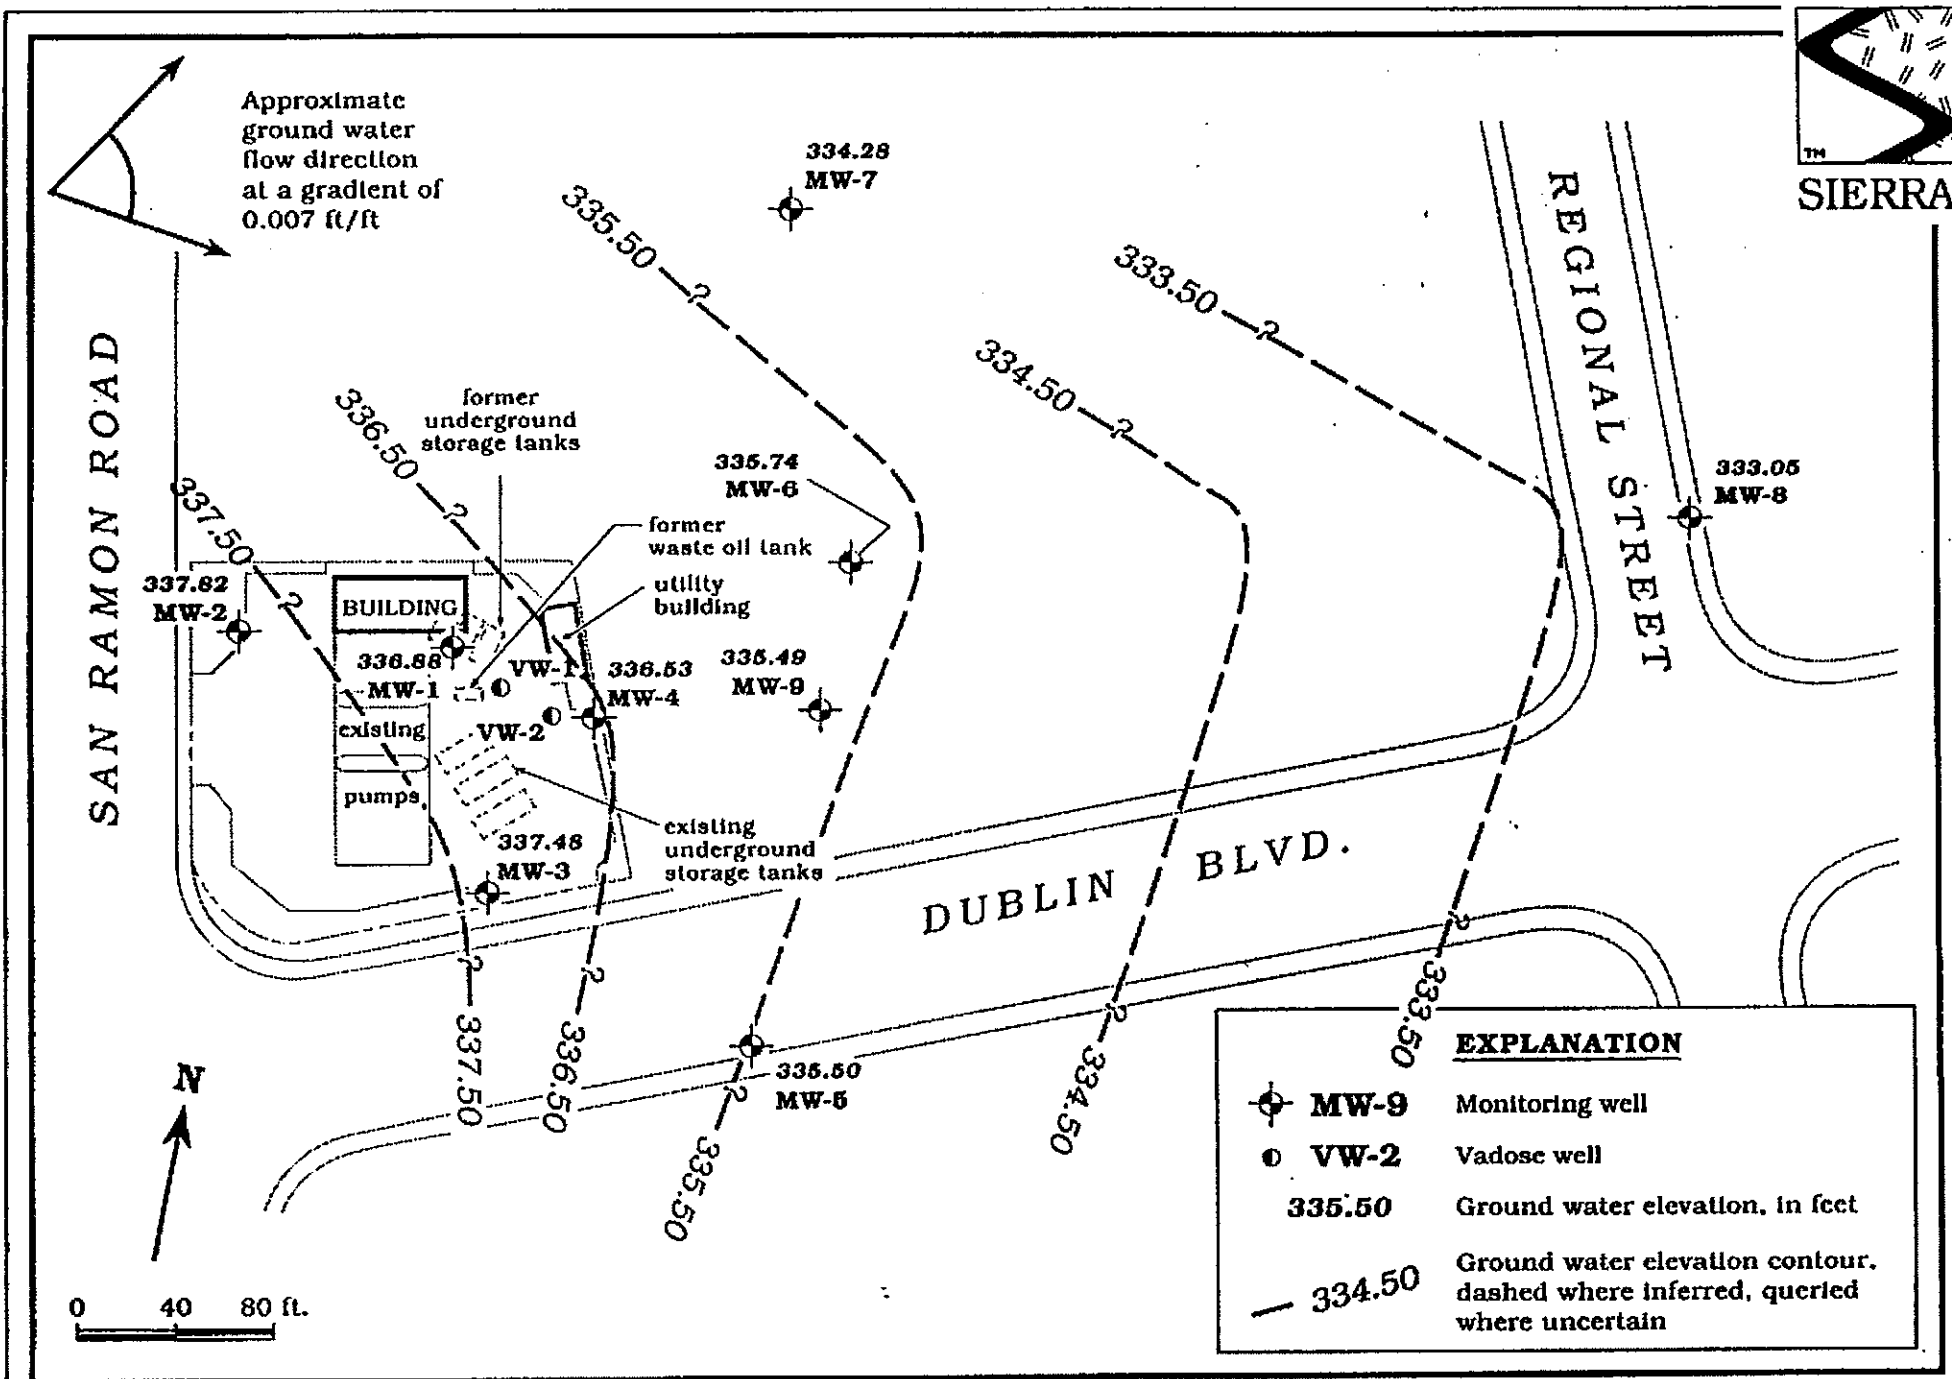 Approximate
ground water
flow direction
at a gradient of
0.007 ft/ft
334.28
MW-7
TM
SIERRA
335.50
?
333.50
?
REGIONAL STREET
334.50
?
SAN RAMON ROAD
336.50
?
former
underground
storage tanks
335.74
MW-6
333.05
MW-8
337.50
?
former
waste oil tank
337.82
MW-2
BUILDING
utility
building
336.88
MW-1
VW-1
336.53
MW-4
335.49
MW-9
VW-2
existing
pumps
337.48
MW-3
existing
underground
storage tanks
DUBLIN BLVD.
?
?
?
?
?
337.50
336.50
335.50
MW-5
335.50
334.50
333.50
N
0 40 80 ft.
EXPLANATION
MW-9 Monitoring well
VW-2 Vadose well
335.50 Ground water elevation, in feet
334.50 Ground water elevation contour,
dashed where inferred, queried
where uncertain